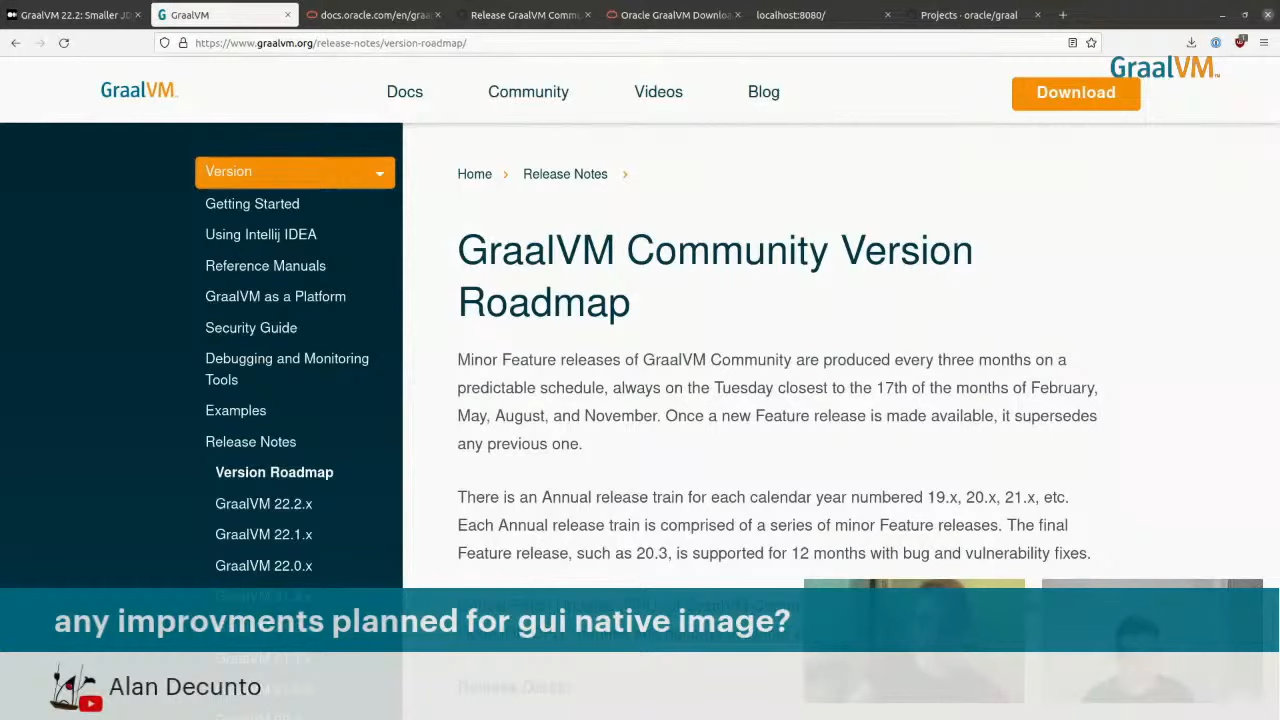 GraalVM 22.2: Smaller JD
GraalVM
docs.oracle.com/en/graa
Release GraalVM Commu
Oracle GraalVM Downloa
localhost:8080/
Projects · oracle/graal
https://www.graalvm.org/release-notes/version-roadmap/
GraalVM
GraalVM
Docs
Community
Videos
Blog
Download
Version
Getting Started
Using Intellij IDEA
Reference Manuals
GraalVM as a Platform
Security Guide
Debugging and Monitoring
Tools
Examples
Release Notes
Version Roadmap
GraalVM 22.2.x
GraalVM 22.1.x
GraalVM 22.0.x
Home > Release Notes >
GraalVM Community Version
Roadmap
Minor Feature releases of GraalVM Community are produced every three months on a
predictable schedule, always on the Tuesday closest to the 17th of the months of February,
May, August, and November. Once a new Feature release is made available, it supersedes
any previous one.
There is an Annual release train for each calendar year numbered 19.x, 20.x, 21.x, etc.
Each Annual release train is comprised of a series of minor Feature releases. The final
Feature release, such as 20.3, is supported for 12 months with bug and vulnerability fixes.
any improvments planned for gui native image?
Alan Decunto